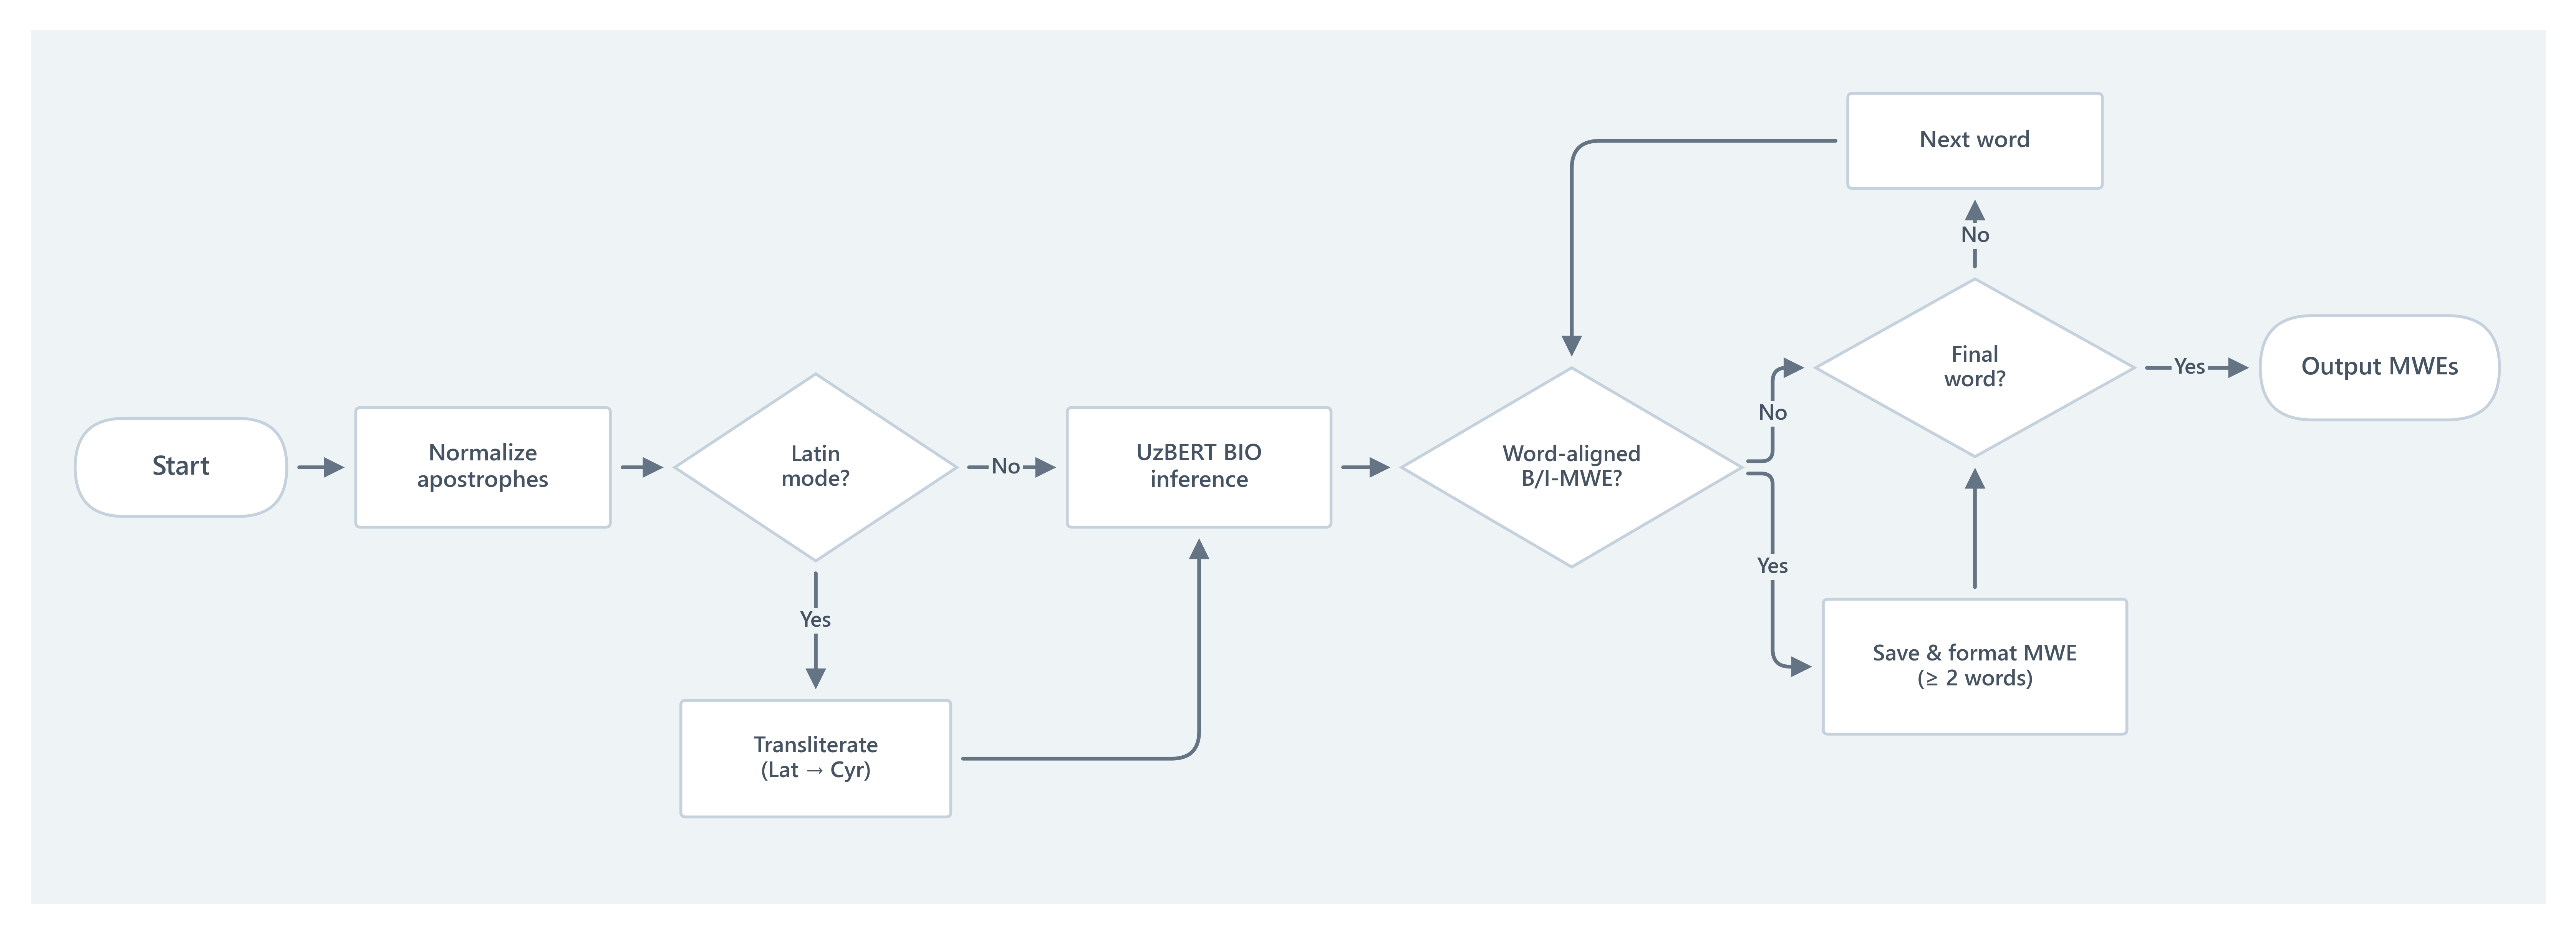 Start
Normalize
apostrophes
Latin
mode?
No
Yes
Transliterate
(Lat → Cyr)
UzBERT BIO
inference
Word-aligned
B/I-MWE?
No
Yes
Save & format MWE
(≥ 2 words)
Final
word?
No
Next word
Yes
Output MWEs